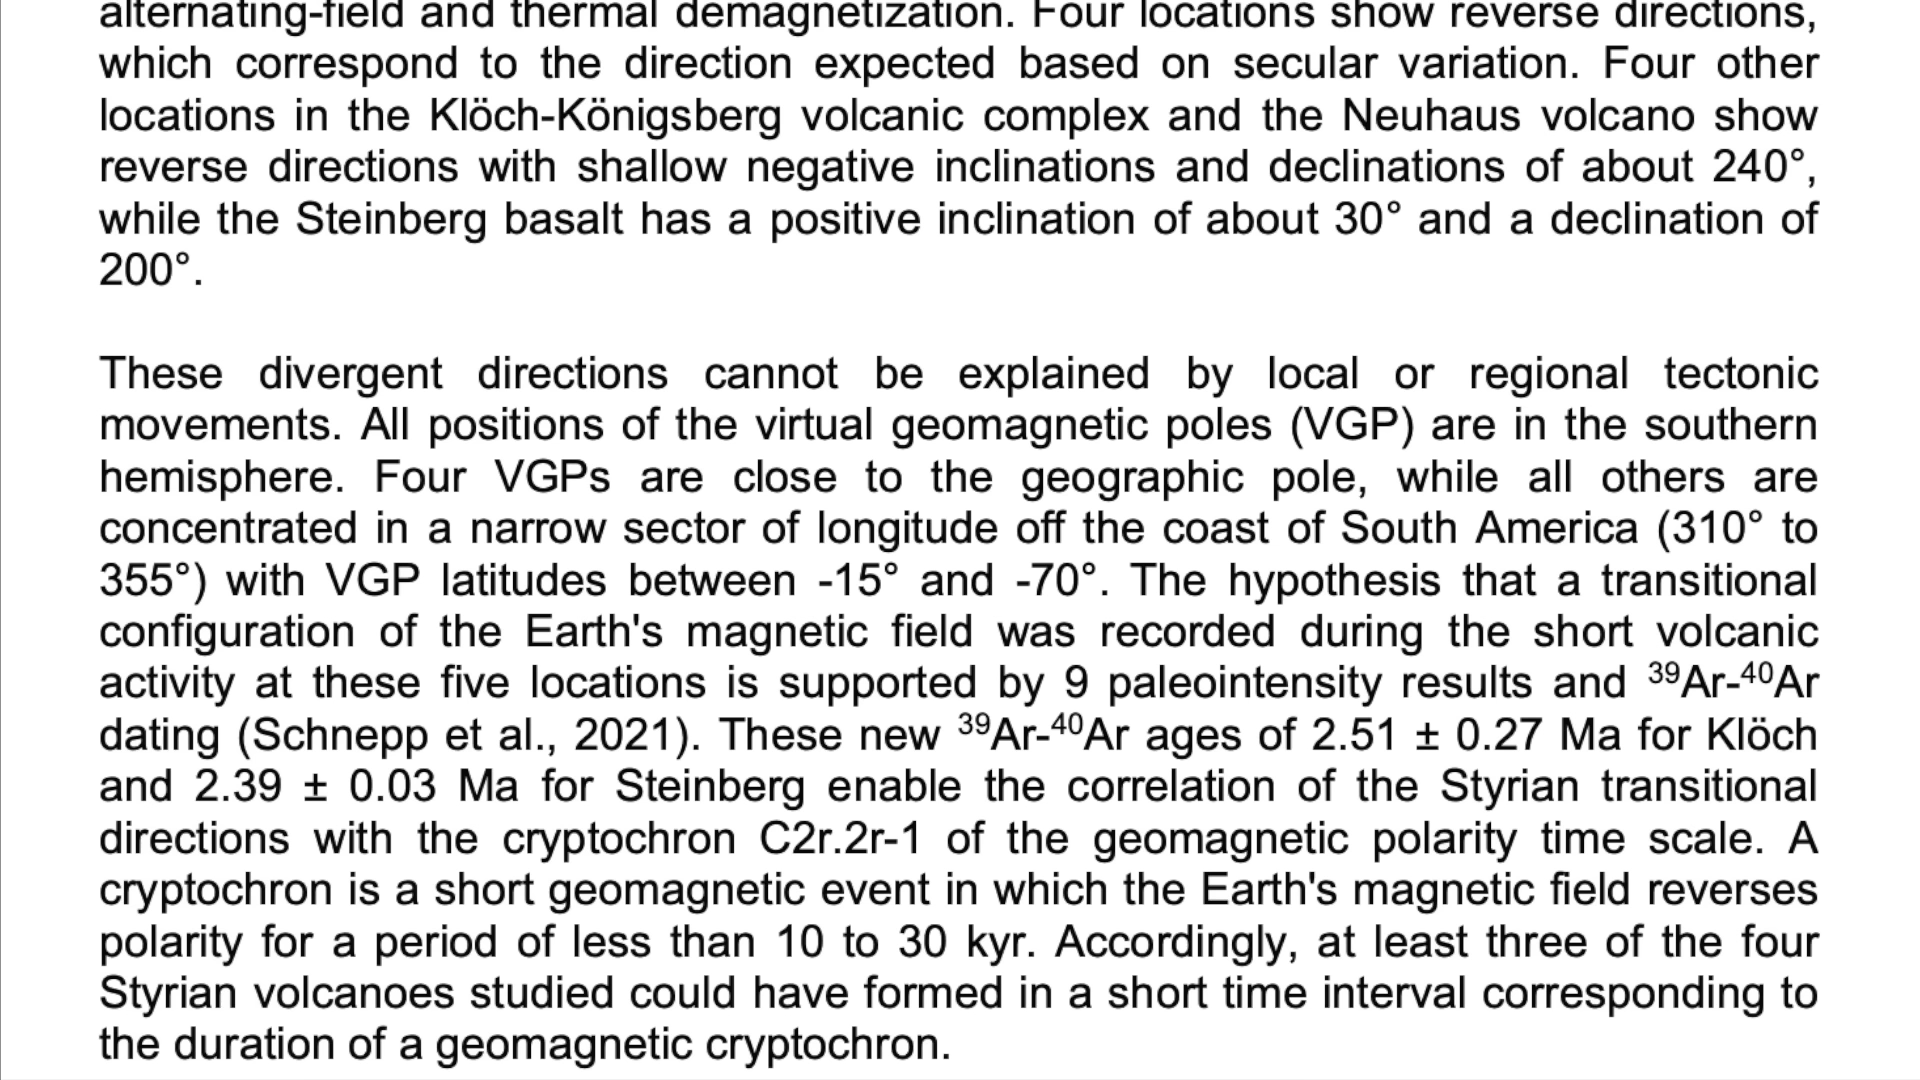 alternating-field and thermal demagnetization. Four locations show reverse directions,
which correspond to the direction expected based on secular variation. Four other
locations in the Klöch-Königsberg volcanic complex and the Neuhaus volcano show
reverse directions with shallow negative inclinations and declinations of about 240°,
while the Steinberg basalt has a positive inclination of about 30° and a declination of
200°.
These divergent directions cannot be explained by local or regional tectonic
movements. All positions of the virtual geomagnetic poles (VGP) are in the southern
hemisphere. Four VGPs are close to the geographic pole, while all others are
concentrated in a narrow sector of longitude off the coast of South America (310° to
355°) with VGP latitudes between -15° and -70°. The hypothesis that a transitional
configuration of the Earth's magnetic field was recorded during the short volcanic
activity at these five locations is supported by 9 paleointensity results and ³⁹Ar-⁴⁰Ar
dating (Schnepp et al., 2021). These new ³⁹Ar-⁴⁰Ar ages of 2.51 ± 0.27 Ma for Klöch
and 2.39 ± 0.03 Ma for Steinberg enable the correlation of the Styrian transitional
directions with the cryptochron C2r.2r-1 of the geomagnetic polarity time scale. A
cryptochron is a short geomagnetic event in which the Earth's magnetic field reverses
polarity for a period of less than 10 to 30 kyr. Accordingly, at least three of the four
Styrian volcanoes studied could have formed in a short time interval corresponding to
the duration of a geomagnetic cryptochron.